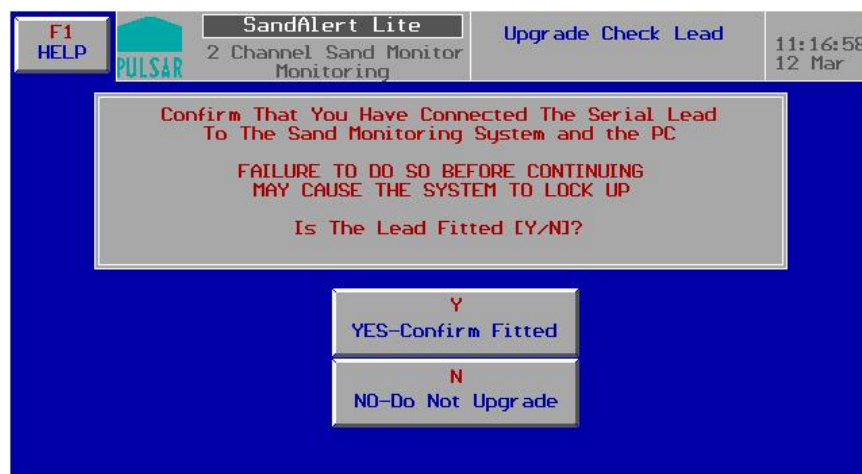 F1
HELP
PULSAR
SandAlert Lite
2 Channel Sand Monitor
Monitoring
Upgrade Check Lead
11:16:58
12 Mar
Confirm That You Have Connected The Serial Lead
To The Sand Monitoring System and the PC
FAILURE TO DO SO BEFORE CONTINUING
MAY CAUSE THE SYSTEM TO LOCK UP
Is The Lead Fitted [Y/N]?
Y
YES-Confirm Fitted
N
NO-Do Not Upgrade